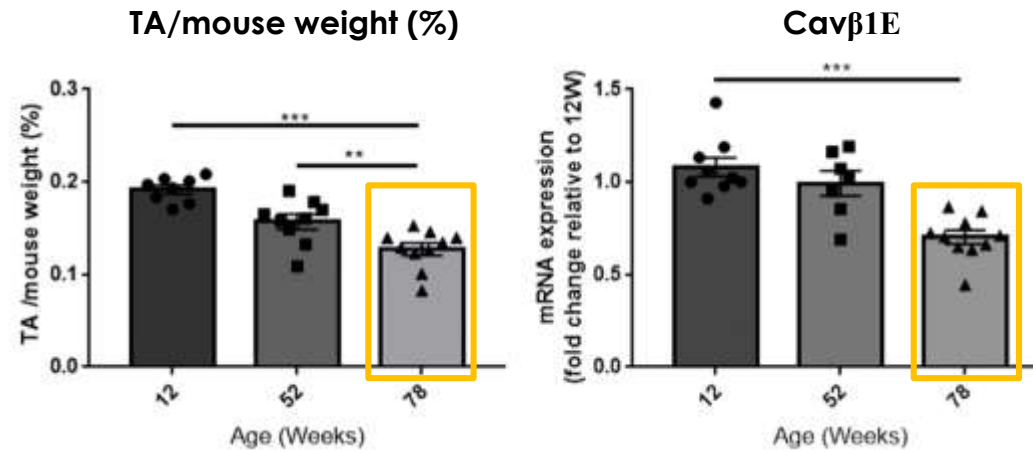 TA/mouse weight (%)
TA /mouse weight (%)
0.3
0.2
0.1
0.0
***
**
12
52
78
Age (Weeks)
Cavβ1E
mRNA expression
(fold change relative to 12W)
1.5
1.0
0.5
0.0
***
12
52
78
Age (Weeks)